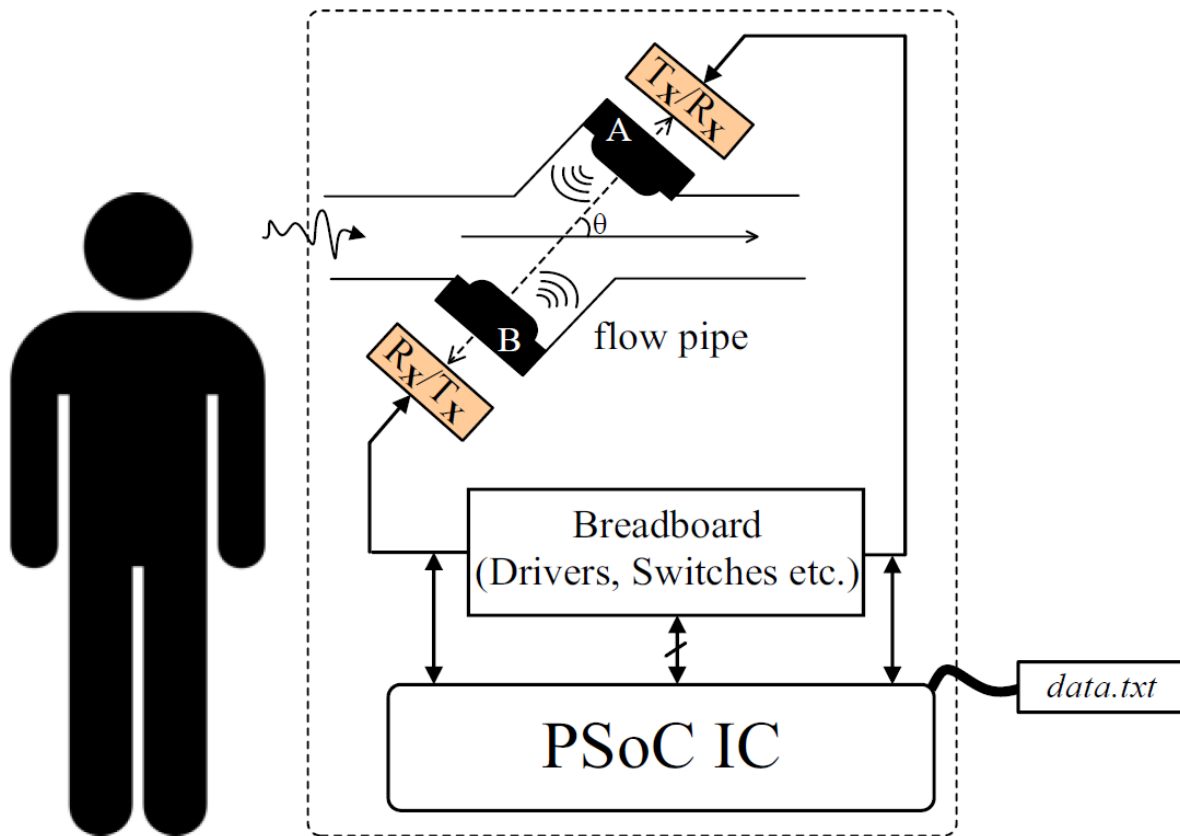 Tx/Rx
A
θ
B
flow pipe
Rx/Tx
Breadboard
(Drivers, Switches etc.)
data.txt
PSoC IC